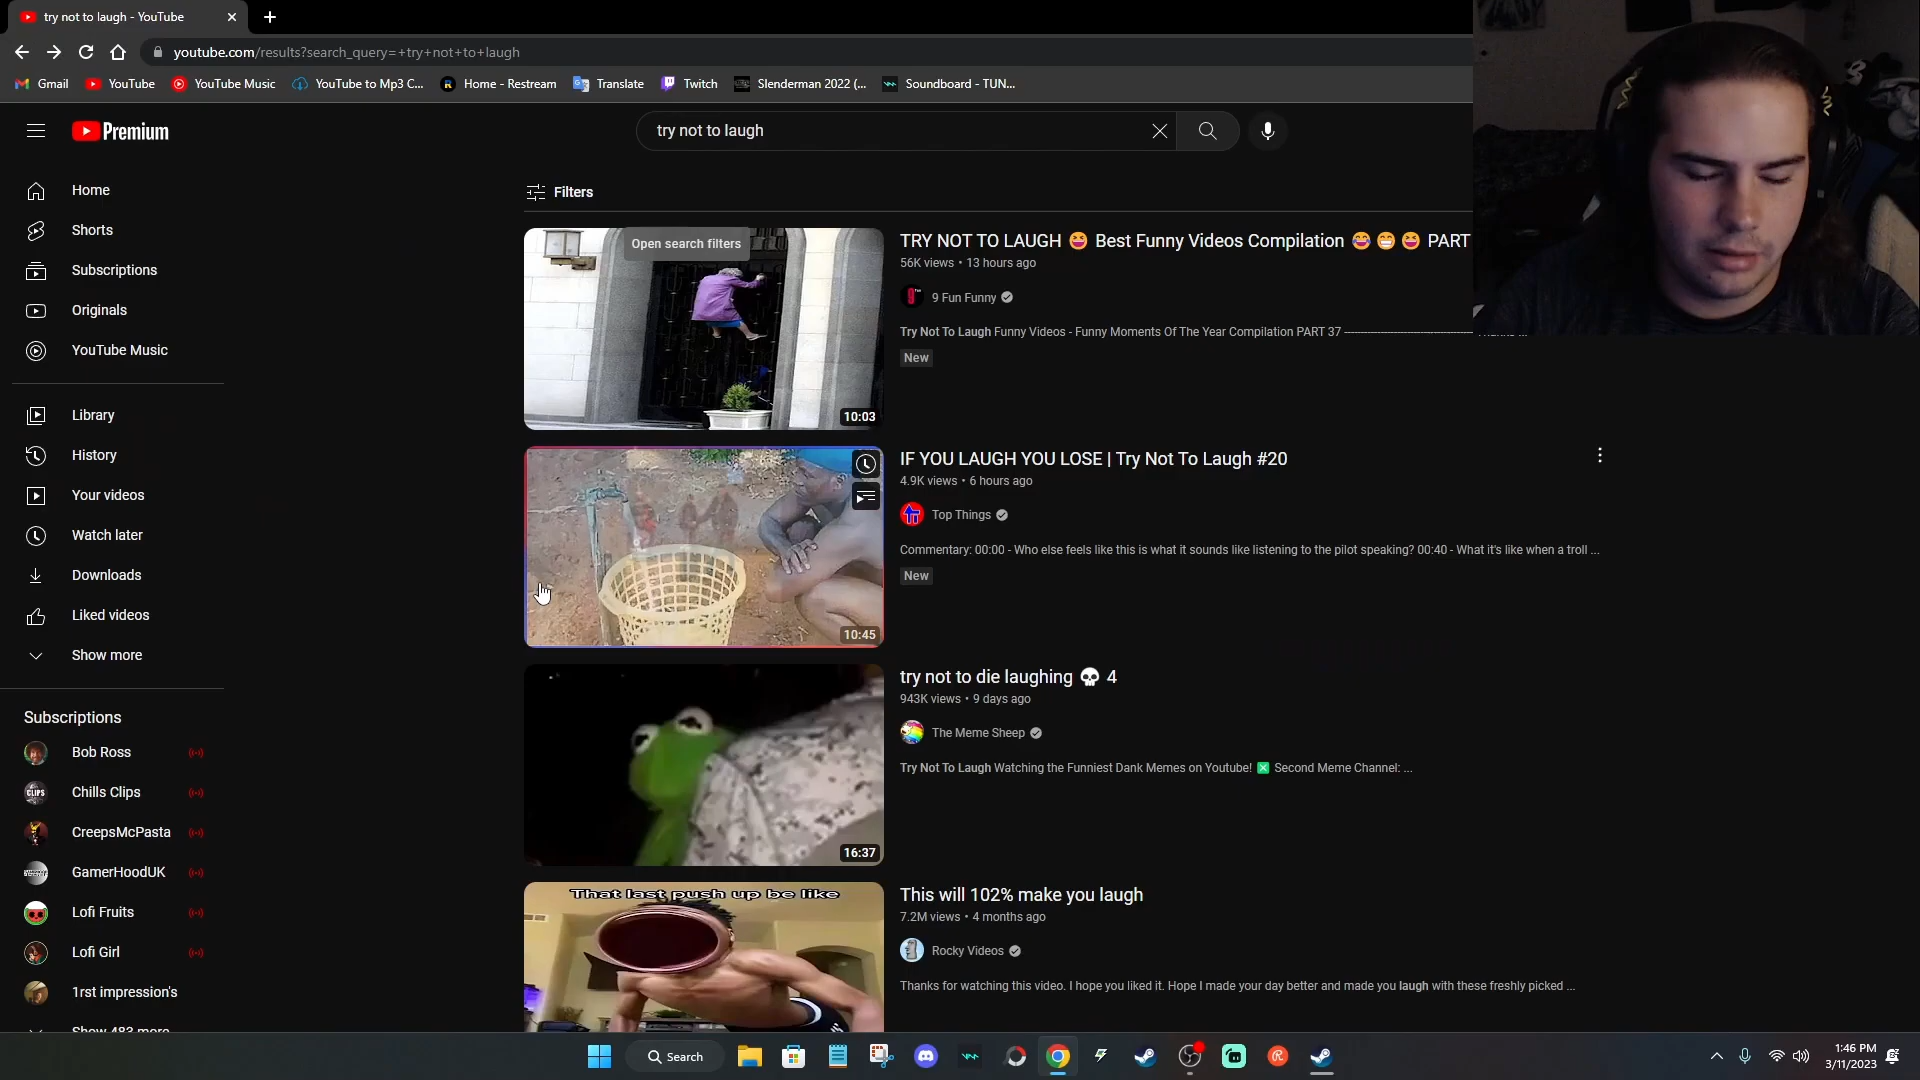 try not to laugh - YouTube
youtube.com/results?search_query=+try+not+to+laugh
Gmail
YouTube
YouTube Music
YouTube to Mp3 C...
Home - Restream
Translate
Twitch
Slenderman 2022 (...
Soundboard - TUN...
Premium
try not to laugh
Home
Shorts
Subscriptions
Originals
YouTube Music
Library
History
Your videos
Watch later
Downloads
Liked videos
Show more
Subscriptions
Bob Ross
Chills Clips
CreepsMcPasta
GamerHoodUK
Lofi Fruits
Lofi Girl
1rst impression's
Show 483 more
Filters
Open search filters
10:03
TRY NOT TO LAUGH 😆 Best Funny Videos Compilation 😂😁😆 PART
56K views • 13 hours ago
9 Fun Funny
Try Not To Laugh Funny Videos - Funny Moments Of The Year Compilation PART 37
New
10:45
IF YOU LAUGH YOU LOSE | Try Not To Laugh #20
4.9K views • 6 hours ago
Top Things
Commentary: 00:00 - Who else feels like this is what it sounds like listening to the pilot speaking? 00:40 - What it's like when a troll ...
New
16:37
try not to die laughing 💀 4
943K views • 9 days ago
The Meme Sheep
Try Not To Laugh Watching the Funniest Dank Memes on Youtube! ❎ Second Meme Channel: ...
That last push up be like
This will 102% make you laugh
7.2M views • 4 months ago
Rocky Videos
Thanks for watching this video. I hope you liked it. Hope I made your day better and made you laugh with these freshly picked ...
Search
1:46 PM
3/11/2023